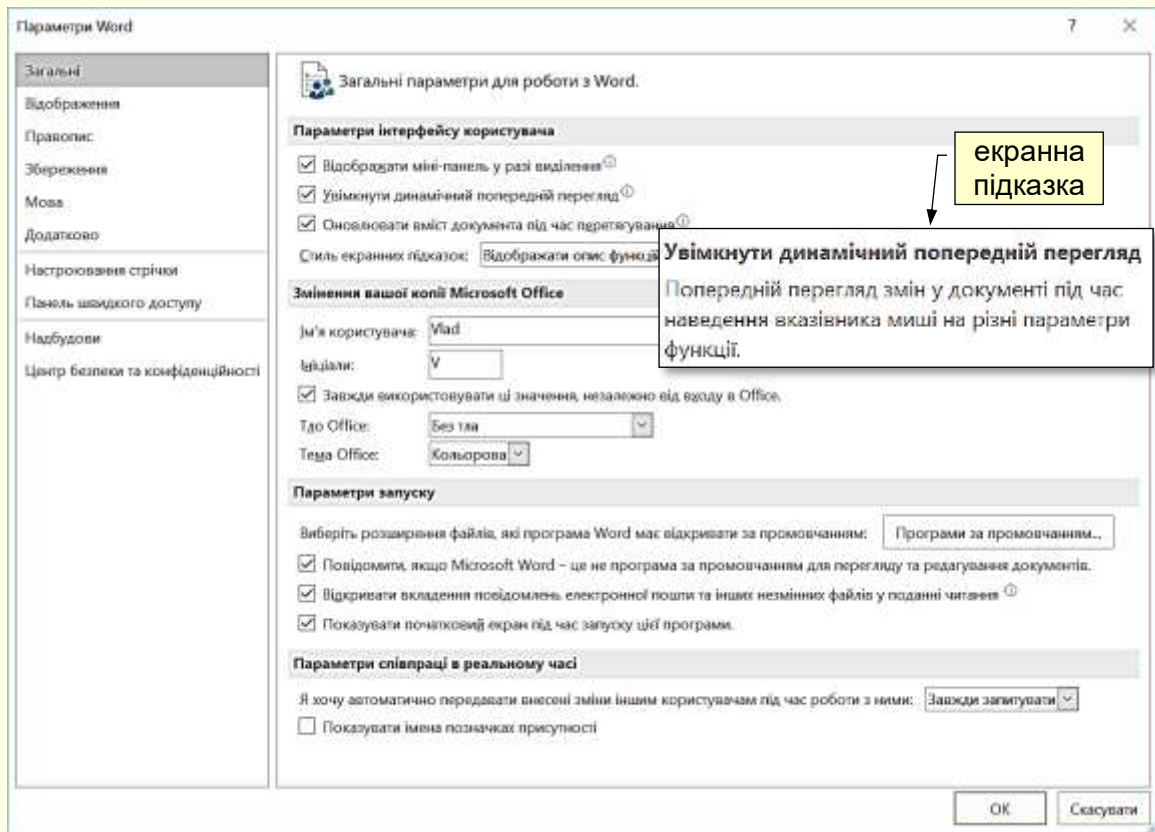 Параметри Word
?
Загальні
Відображення
Правопис
Збереження
Мова
Додатково
Настроювання стрічки
Панель швидкого доступу
Надбудови
Центр безпеки та конфіденційності
Загальні параметри для роботи з Word.
Параметри інтерфейсу користувача
Відображати міні-панель у разі виділення
Увімкнути динамічний попередній перегляд
Оновлювати вміст документа під час перетягування
Стиль екранних підказок: Відображати опис функцій
екранна
підказка
Увімкнути динамічний попередній перегляд
Попередній перегляд змін у документі під час
наведення вказівника миші на різні параметри
функції.
Змінення вашої копії Microsoft Office
Ім'я користувача: Vlad
Ініціали: V
Завжди використовувати ці значення, незалежно від входу в Office.
Тло Office: Без тла
Тема Office: Кольорова
Параметри запуску
Виберіть розширення файлів, які програма Word має відкривати за промовчанням: Програми за промовчанням...
Повідомити, якщо Microsoft Word – це не програма за промовчанням для перегляду та редагування документів.
Відкривати вкладення повідомлень електронної пошти та інших незмінних файлів у поданні читання
Показувати початковий екран під час запуску цієї програми.
Параметри співпраці в реальному часі
Я хочу автоматично передавати внесені зміни іншим користувачам під час роботи з ними: Завжди запитувати
Показувати імена позначках присутності
ОК
Скасувати